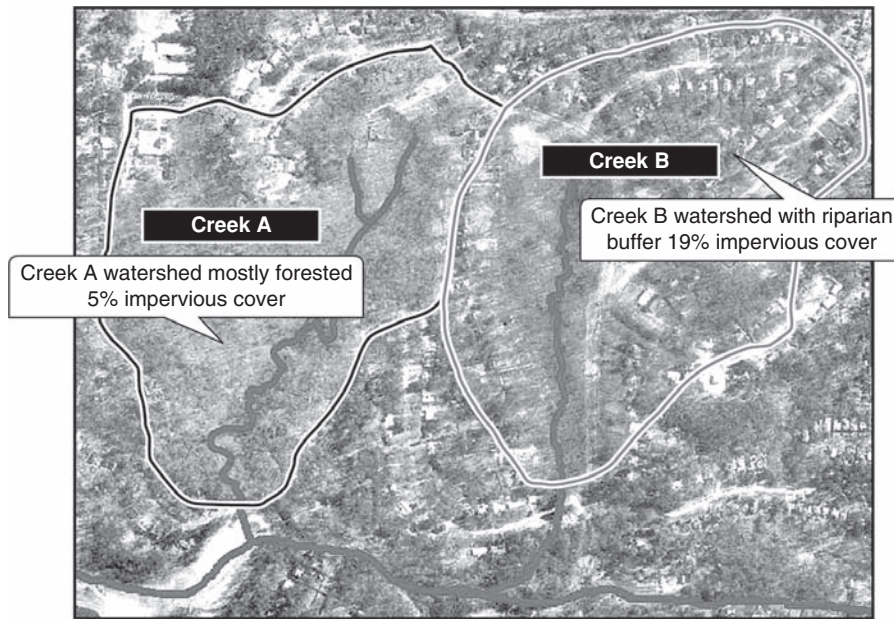 Creek B
Creek B watershed with riparian
buffer 19% impervious cover
Creek A
Creek A watershed mostly forested
5% impervious cover